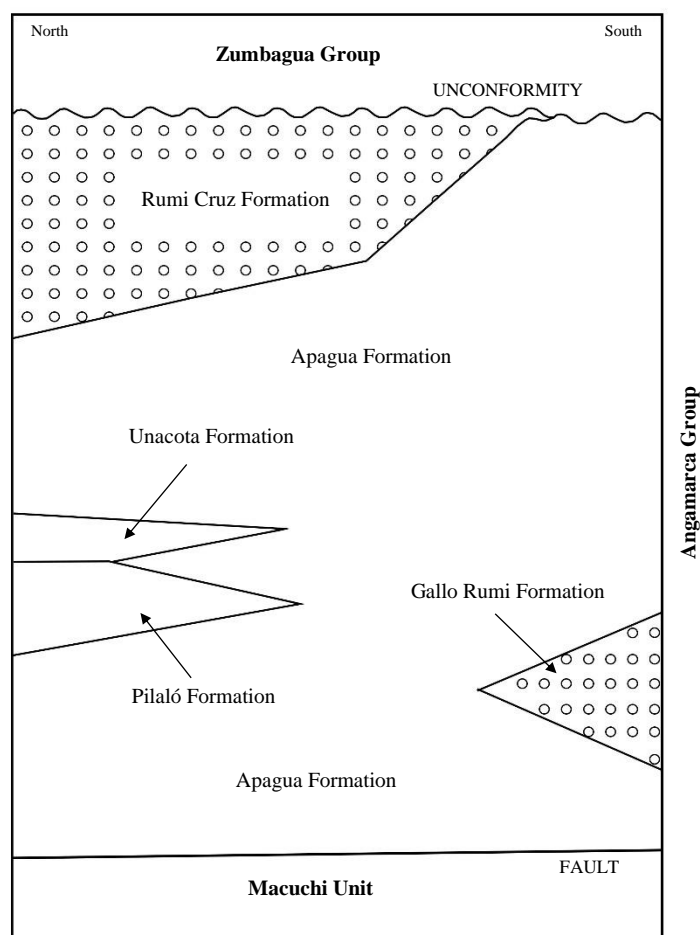 North
South
Zumbagua Group
UNCONFORMITY
Rumi Cruz Formation
Apagua Formation
Unacota Formation
Angamarca Group
Gallo Rumi Formation
Pilaló Formation
Apagua Formation
FAULT
Macuchi Unit